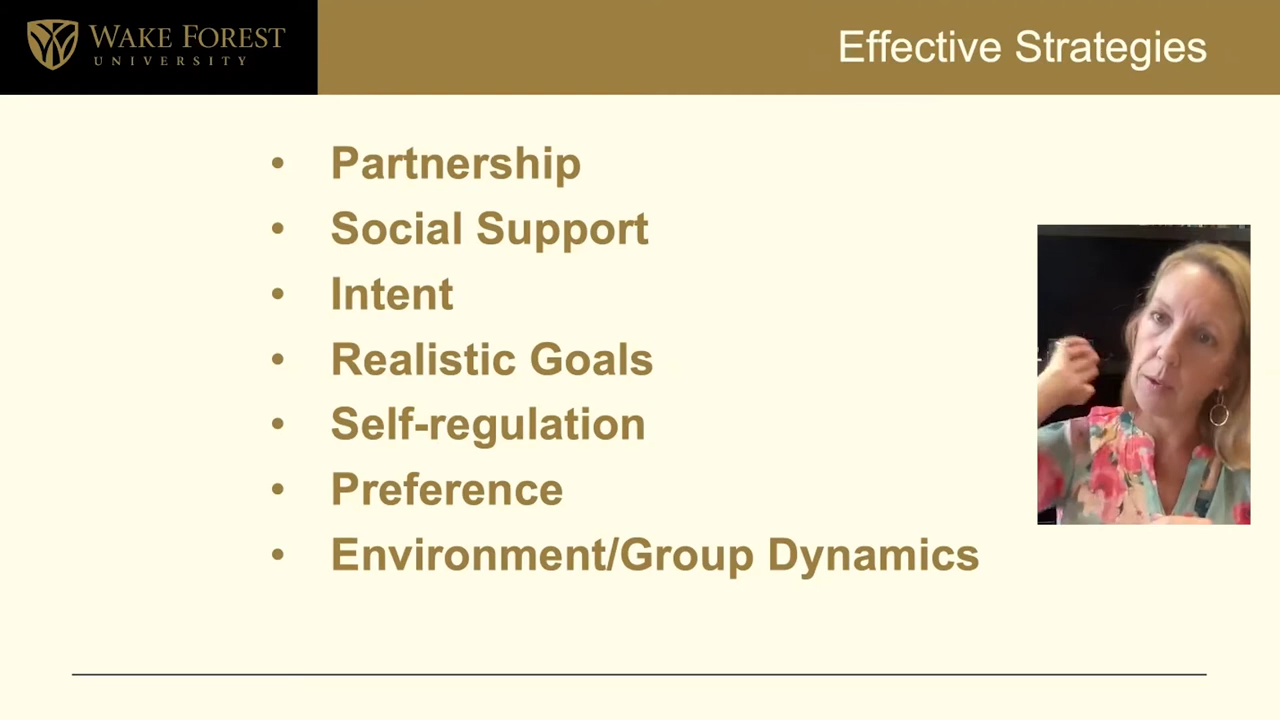 WAKE FOREST
UNIVERSITY
Effective Strategies
• Partnership
• Social Support
• Intent
• Realistic Goals
• Self-regulation
• Preference
• Environment/Group Dynamics